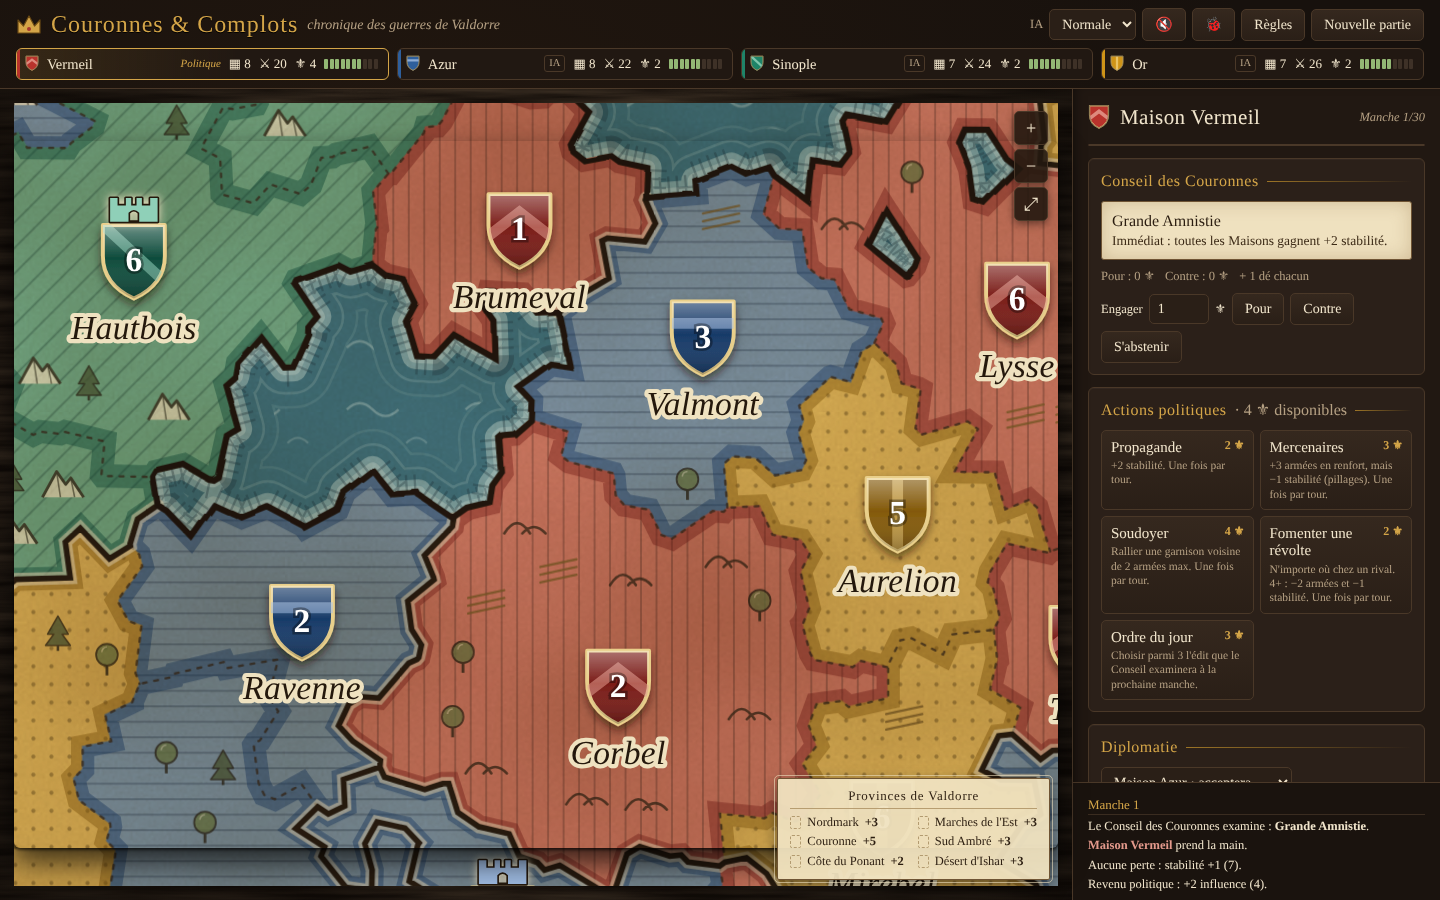 Couronnes & Complots chronique des guerres de Valdorre
IA Normale Règles Nouvelle partie
Vermeil Politique 8 20 4
Azur IA 8 22 2
Sinople IA 7 24 2
Or IA 7 26 2
+
−
6
Hautbois
1
Brumeval
3
Valmont
6
Lysse
5
Aurelion
2
Ravenne
2
Corbel
Provinces de Valdorre
Nordmark +3 Marches de l'Est +3
Couronne +5 Sud Ambré +3
Côte du Ponant +2 Désert d'Ishar +3
Maison Vermeil Manche 1/30
Conseil des Couronnes
Grande Amnistie
Immédiat : toutes les Maisons gagnent +2 stabilité.
Pour : 0 Contre : 0 + 1 dé chacun
Engager 1 Pour Contre
S'abstenir
Actions politiques · 4 disponibles
Propagande 2
+2 stabilité. Une fois par
tour.
Mercenaires 3
+3 armées en renfort, mais
−1 stabilité (pillages). Une
fois par tour.
Soudoyer 4
Rallier une garnison voisine
de 2 armées max. Une fois
par tour.
Fomenter une 2
révolte
N'importe où chez un rival.
4+ : −2 armées et −1
stabilité. Une fois par tour.
Ordre du jour 3
Choisir parmi 3 l'édit que le
Conseil examinera à la
prochaine manche.
Diplomatie
Maison Azur : acceptera
Manche 1
Le Conseil des Couronnes examine : Grande Amnistie.
Maison Vermeil prend la main.
Aucune perte : stabilité +1 (7).
Revenu politique : +2 influence (4).